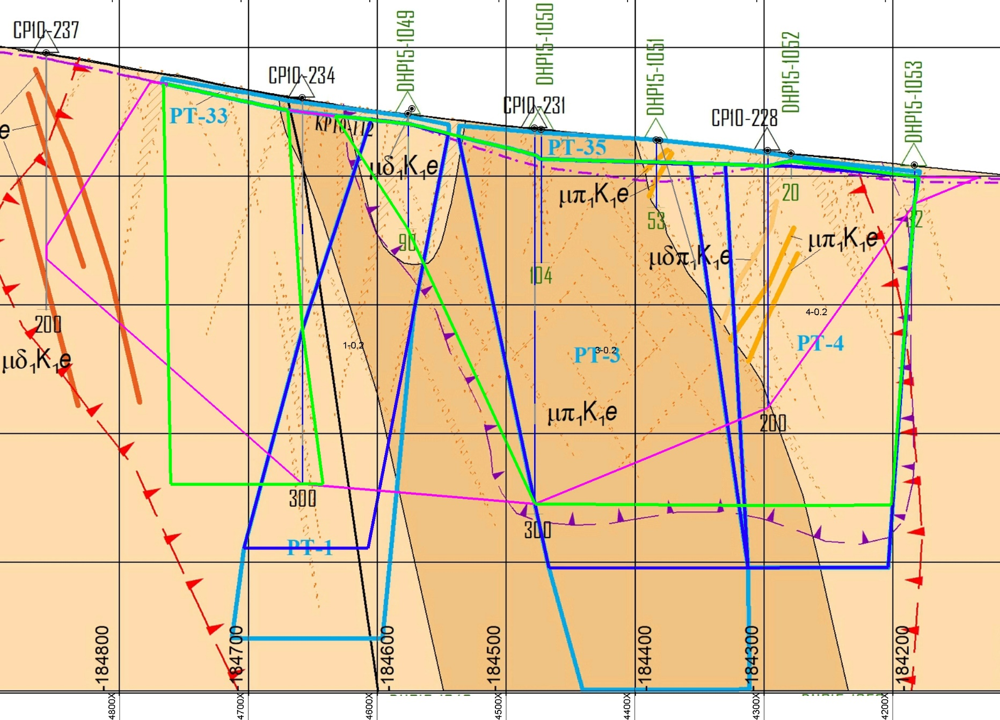 CP10-237
CP10-234
DHP15-1049
CP10-231
DHP15-1050
DHP15-1051
CP10-228
DHP15-1052
DHP15-1053
PT-33
KP10-112
PT-35
e
μδ₁K₁e
μπ₁K₁e
20
32
53
90
μδπ₁K₁e
μπ₁K₁e
104
200
4-0.2
μδ₁K₁e
1-0.2
PT-3
3-0.2
PT-4
μπ₁K₁e
200
300
300
PT-1
-184800
-184700
-184600
-184500
-184400
-184300
-184200
4800X
4700X
4600X
4500X
4400X
4300X
4200X